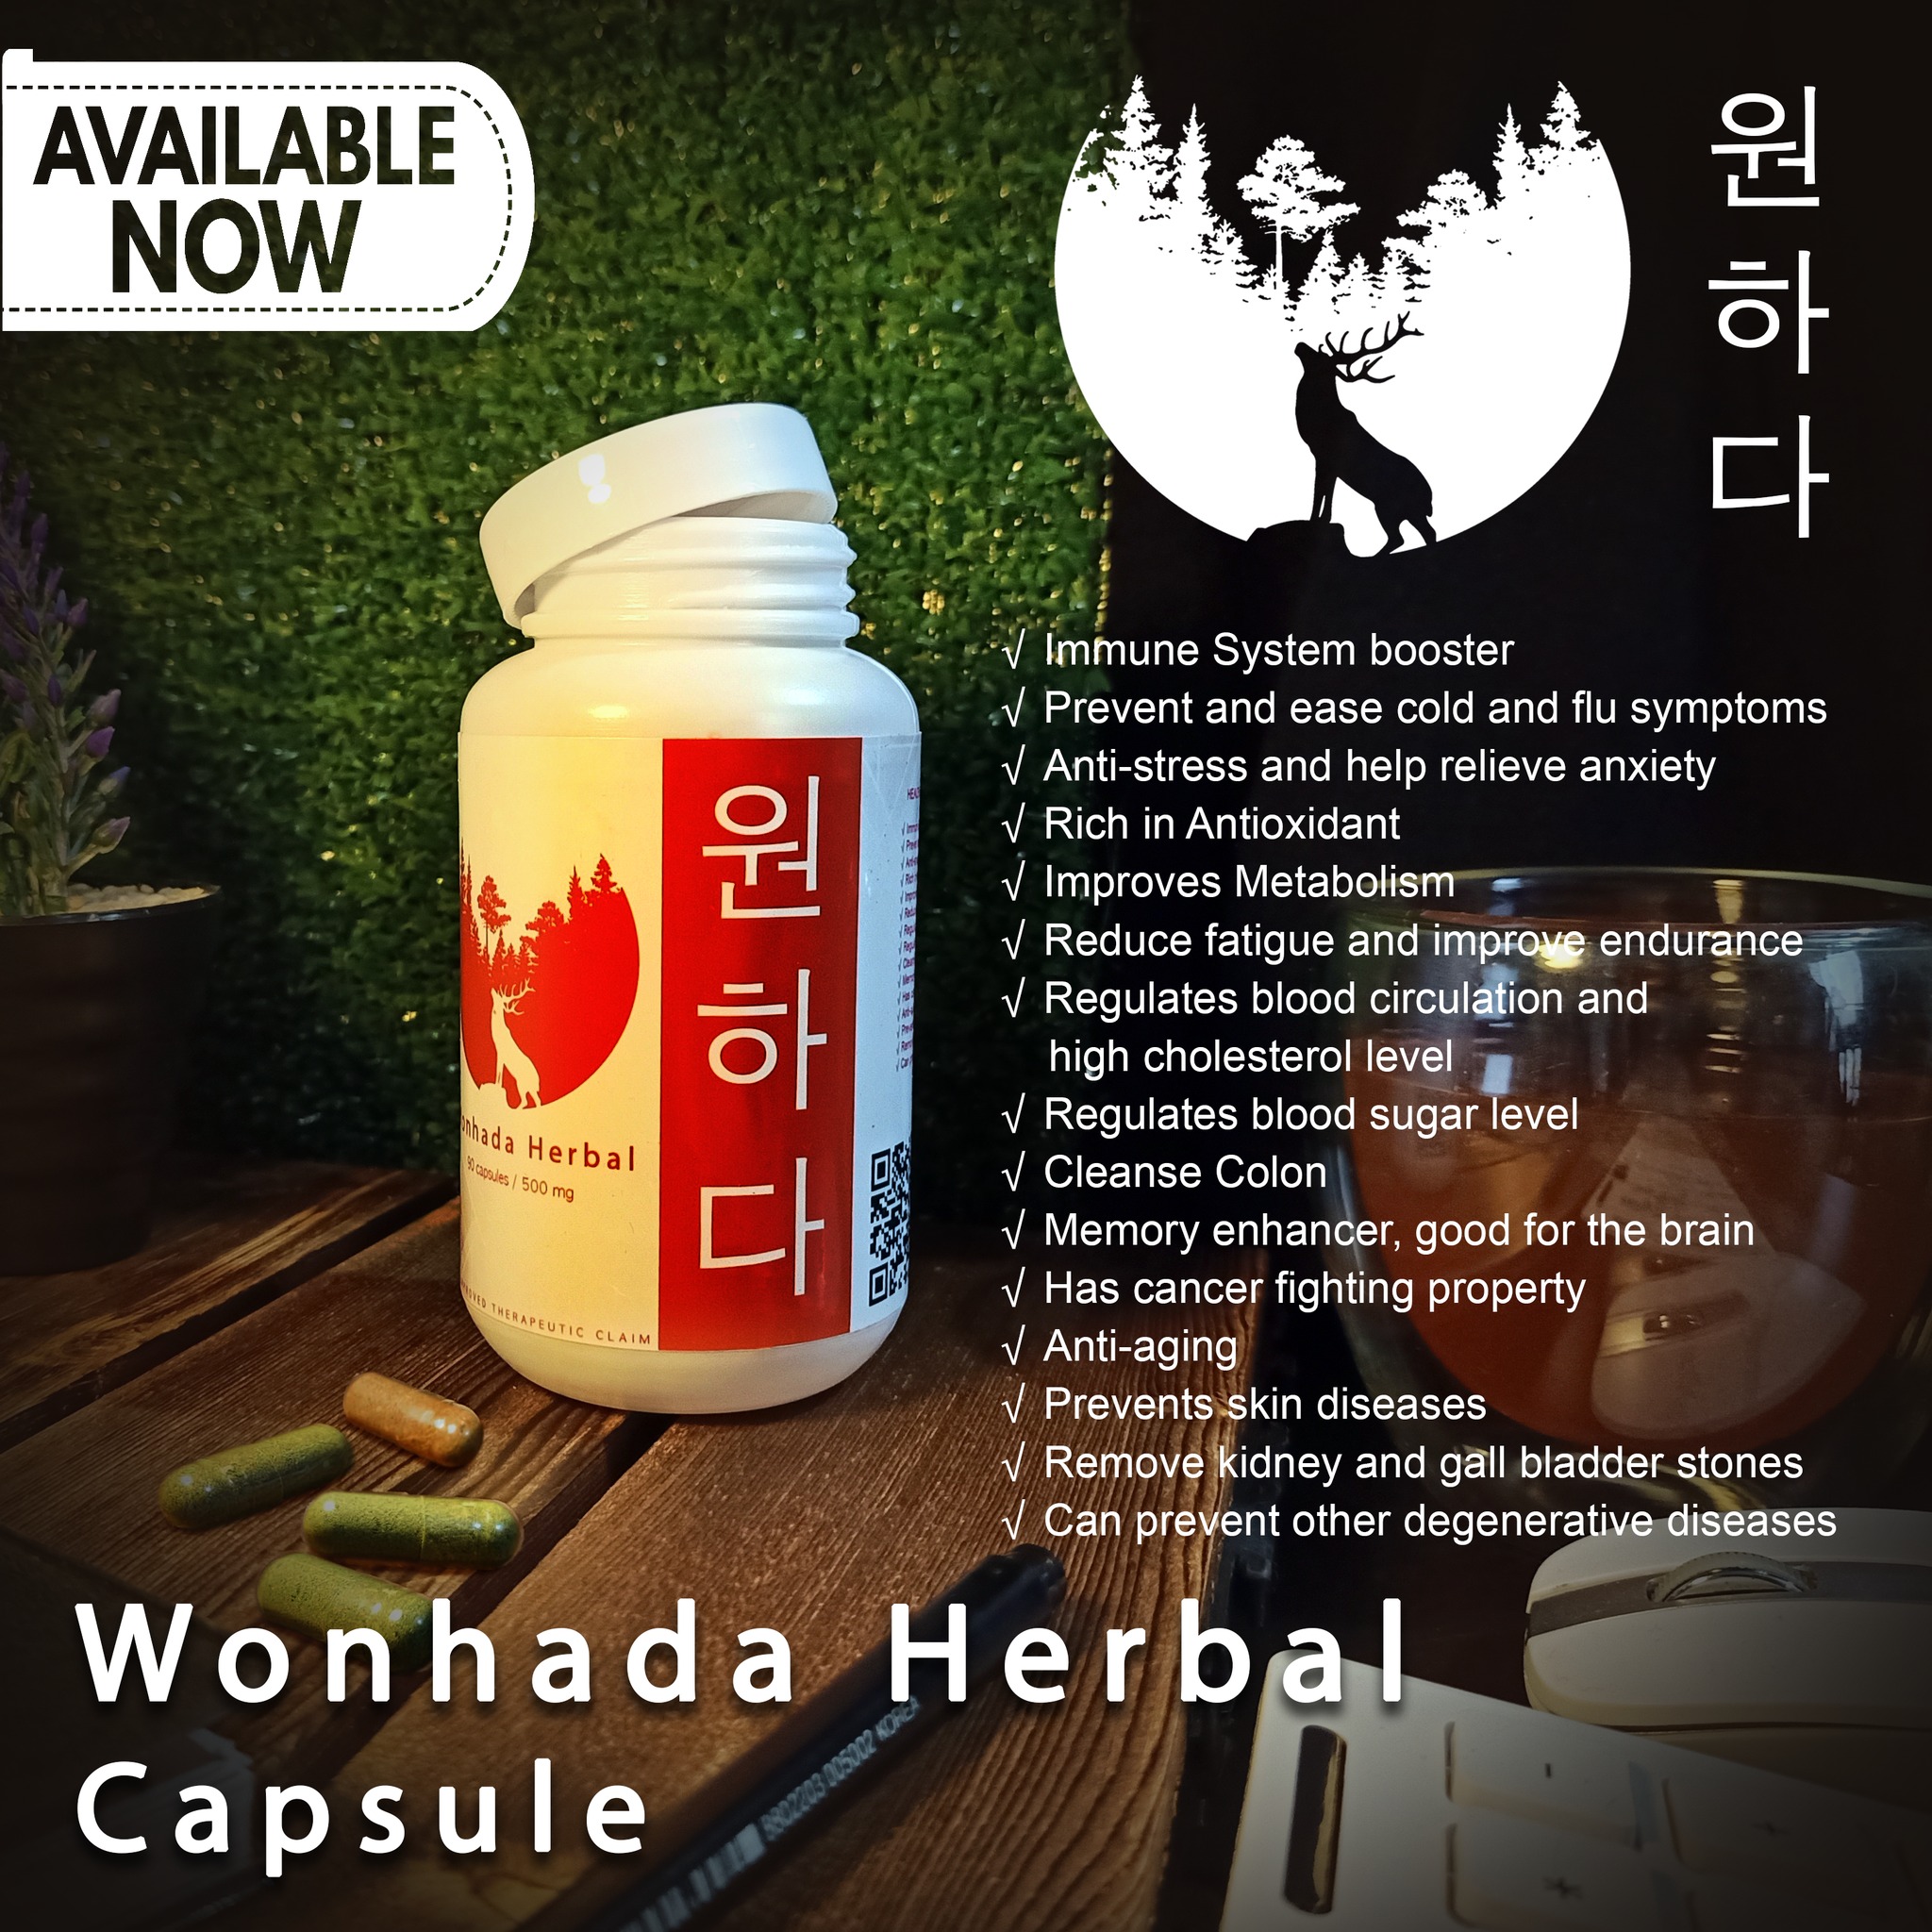 AVAILABLE
NOW
원
하
다
√ Immune System booster
√ Prevent and ease cold and flu symptoms
√ Anti-stress and help relieve anxiety
√ Rich in Antioxidant
√ Improves Metabolism
√ Reduce fatigue and improve endurance
√ Regulates blood circulation and
high cholesterol level
√ Regulates blood sugar level
√ Cleanse Colon
√ Memory enhancer, good for the brain
√ Has cancer fighting property
√ Anti-aging
√ Prevents skin diseases
√ Remove kidney and gall bladder stones
√ Can prevent other degenerative diseases
원
하
다
Herbal
90 capsules / 500 mg
THERAPEUTIC CLAIM
Wonhada Herbal
Capsule
KOREA